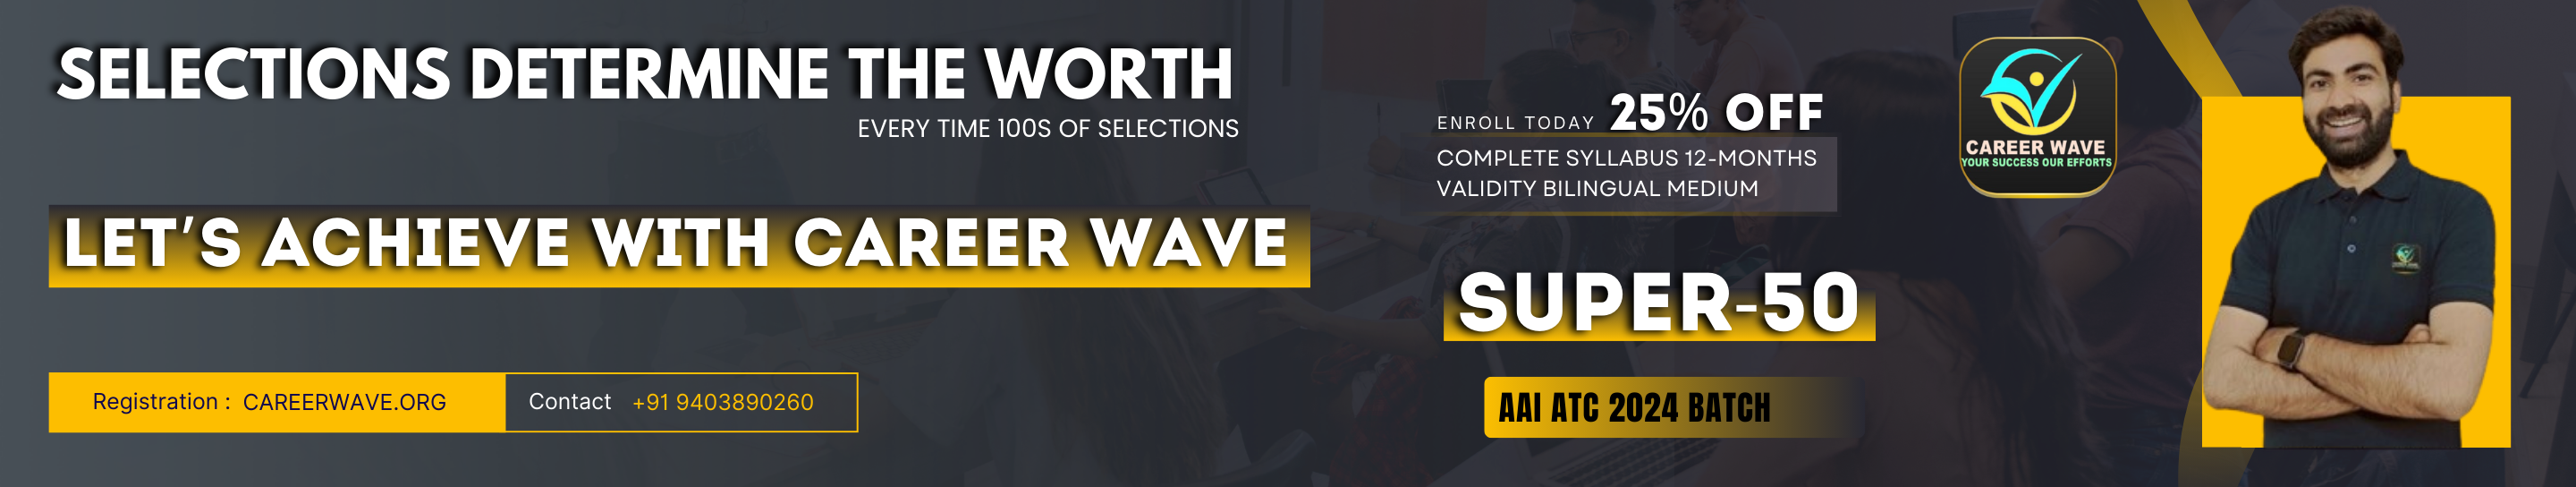 SELECTIONS DETERMINE THE WORTH
EVERY TIME 100S OF SELECTIONS
LET'S ACHIEVE WITH CAREER WAVE
Registration : CAREERWAVE.ORG
Contact +91 9403890260
ENROLL TODAY 25% OFF
COMPLETE SYLLABUS 12-MONTHS
VALIDITY BILINGUAL MEDIUM
SUPER-50
AAI ATC 2024 BATCH
CAREER WAVE
YOUR SUCCESS OUR EFFORTS